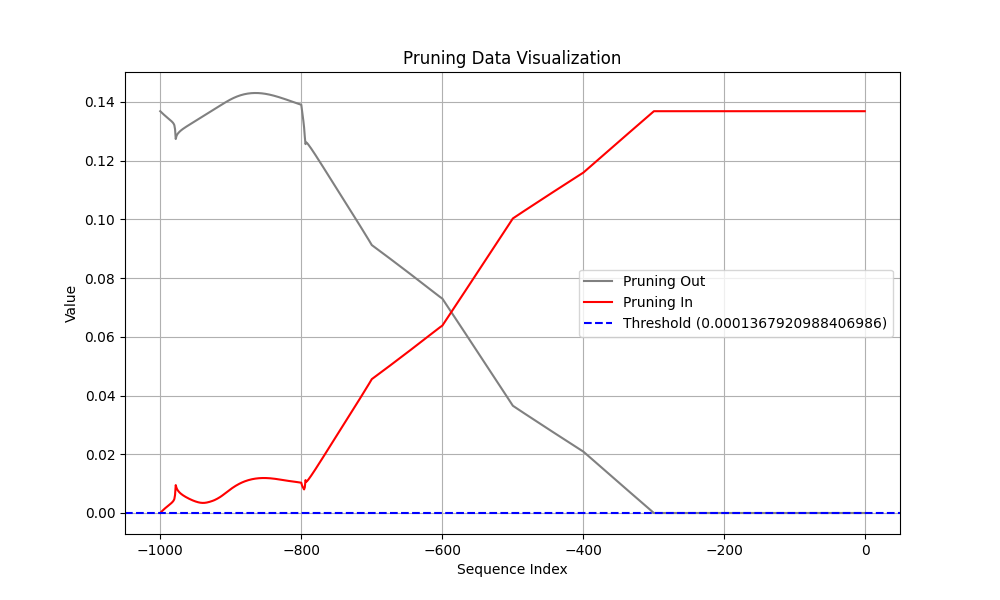 Pruning Data Visualization
Value
0.14
0.12
0.10
0.08
0.06
0.04
0.02
0.00
Pruning Out
Pruning In
Threshold (0.0001367920988406986)
−1000
−800
−600
−400
−200
0
Sequence Index